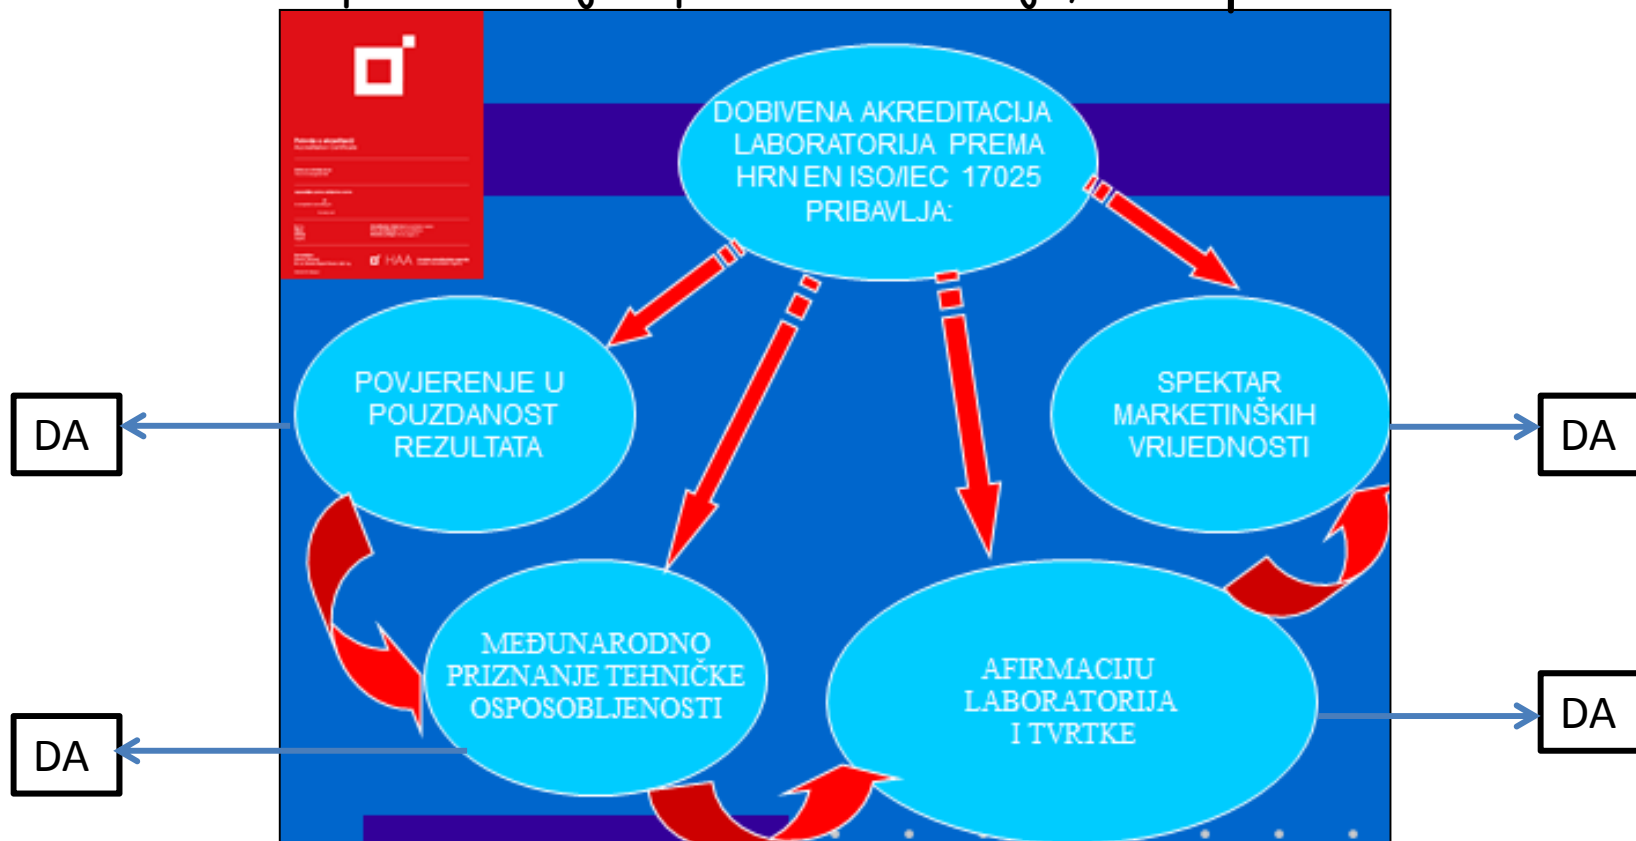 DOBIVENA AKREDITACIJA
LABORATORIJA PREMA
HRN EN ISO/IEC 17025
PRIBAVLJA:
POVJERENJE U
POUZDANOST
REZULTATA
SPEKTAR
MARKETINŠKIH
VRIJEDNOSTI
DA
DA
MEĐUNARODNO
PRIZNANJE TEHNIČKE
OSPOSOBLJENOSTI
AFIRMACIJU
LABORATORIJA
I TVRTKE
DA
DA
HAA